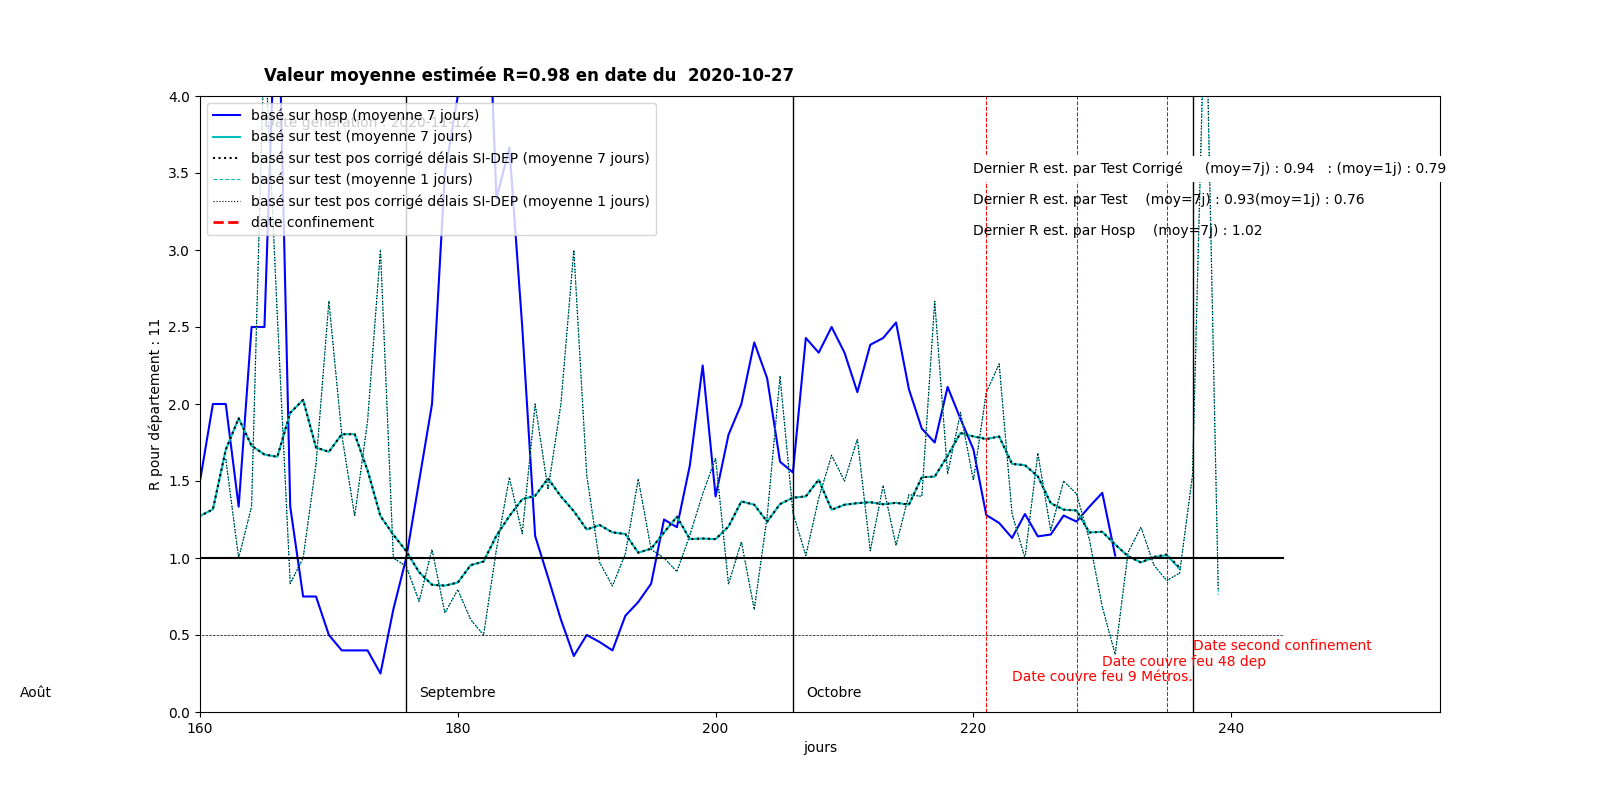 Valeur moyenne estimée R=0.98 en date du  2020-10-27
basé sur hosp (moyenne 7 jours)
basé sur test (moyenne 7 jours)
basé sur test pos corrigé délais SI-DEP (moyenne 7 jours)
basé sur test (moyenne 1 jours)
basé sur test pos corrigé délais SI-DEP (moyenne 1 jours)
date confinement
Dernier R est. par Test Corrigé     (moy=7j) : 0.94   : (moy=1j) : 0.79
Dernier R est. par Test    (moy=7j) : 0.93(moy=1j) : 0.76
Dernier R est. par Hosp    (moy=7j) : 1.02
4.0
3.5
3.0
2.5
2.0
1.5
1.0
0.5
0.0
R pour département : 11
Date second confinement
Date couvre feu 48 dep
Date couvre feu 9 Métros.
Août
Septembre
Octobre
160
180
200
220
240
jours